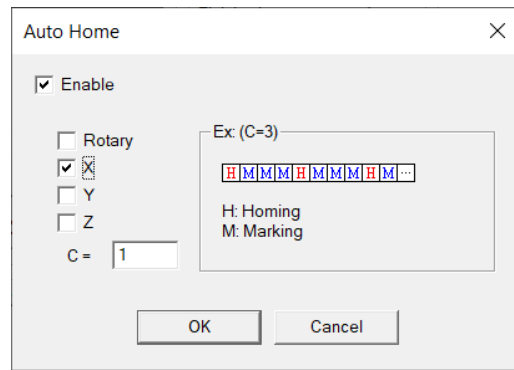 Auto Home
Enable
Rotary
X
Y
Z
C = 1
Ex: (C=3)
H M M M H M M M H M ...
H: Homing
M: Marking
OK Cancel